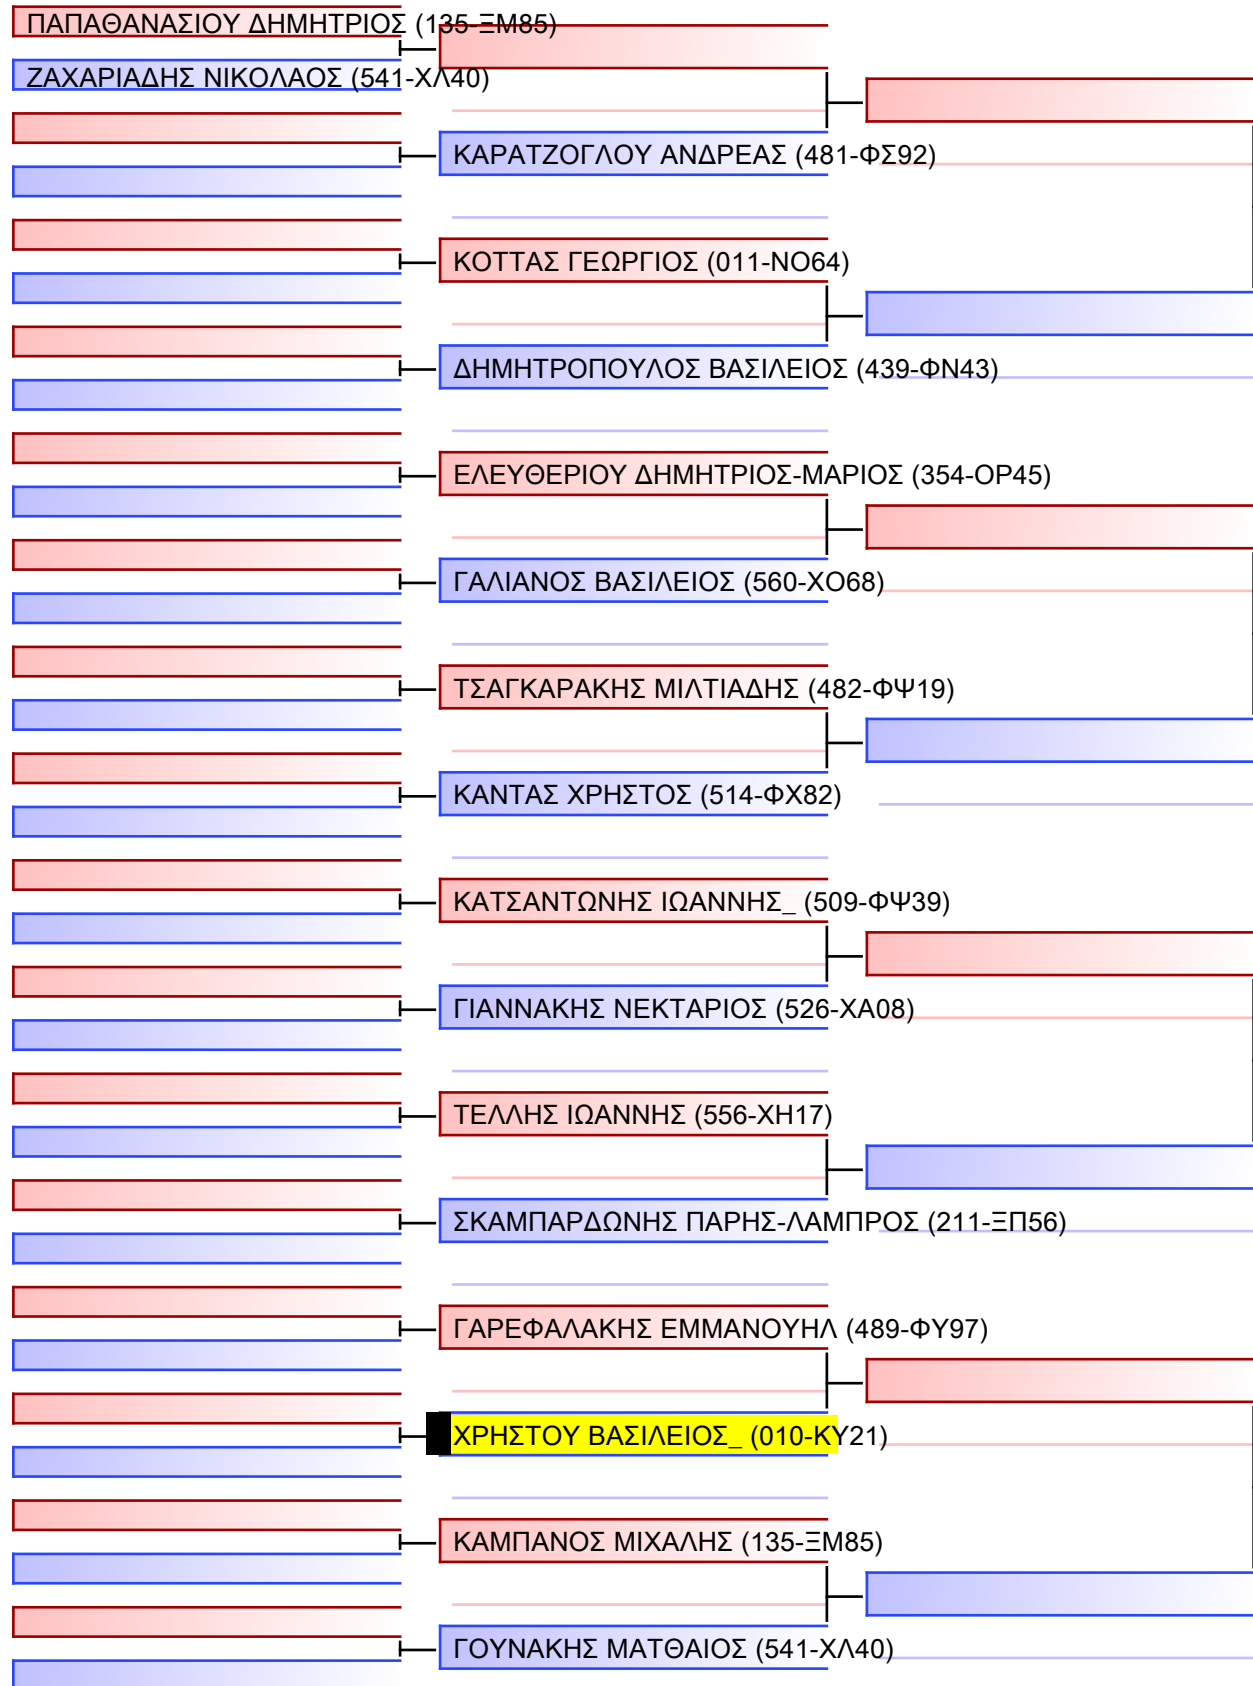 ΠΑΠΑΘΑΝΑΣΙΟΥ ΔΗΜΗΤΡΙΟΣ (135-ΞΜ85)
ΖΑΧΑΡΙΑΔΗΣ ΝΙΚΟΛΑΟΣ (541-ΧΛ40)
ΚΑΡΑΤΖΟΓΛΟΥ ΑΝΔΡΕΑΣ (481-ΦΣ92)
ΚΟΤΤΑΣ ΓΕΩΡΓΙΟΣ (011-ΝΟ64)
ΔΗΜΗΤΡΟΠΟΥΛΟΣ ΒΑΣΙΛΕΙΟΣ (439-ΦΝ43)
ΕΛΕΥΘΕΡΙΟΥ ΔΗΜΗΤΡΙΟΣ-ΜΑΡΙΟΣ (354-ΟΡ45)
ΓΑΛΙΑΝΟΣ ΒΑΣΙΛΕΙΟΣ (560-ΧΟ68)
ΤΣΑΓΚΑΡΑΚΗΣ ΜΙΛΤΙΑΔΗΣ (482-ΦΨ19)
ΚΑΝΤΑΣ ΧΡΗΣΤΟΣ (514-ΦΧ82)
ΚΑΤΣΑΝΤΩΝΗΣ ΙΩΑΝΝΗΣ_ (509-ΦΨ39)
ΓΙΑΝΝΑΚΗΣ ΝΕΚΤΑΡΙΟΣ (526-ΧΑ08)
ΤΕΛΛΗΣ ΙΩΑΝΝΗΣ (556-ΧΗ17)
ΣΚΑΜΠΑΡΔΩΝΗΣ ΠΑΡΗΣ-ΛΑΜΠΡΟΣ (211-ΞΠ56)
ΓΑΡΕΦΑΛΑΚΗΣ ΕΜΜΑΝΟΥΗΛ (489-ΦΥ97)
ΧΡΗΣΤΟΥ ΒΑΣΙΛΕΙΟΣ_ (010-ΚΥ21)
ΚΑΜΠΑΝΟΣ ΜΙΧΑΛΗΣ (135-ΞΜ85)
ΓΟΥΝΑΚΗΣ ΜΑΤΘΑΙΟΣ (541-ΧΛ40)